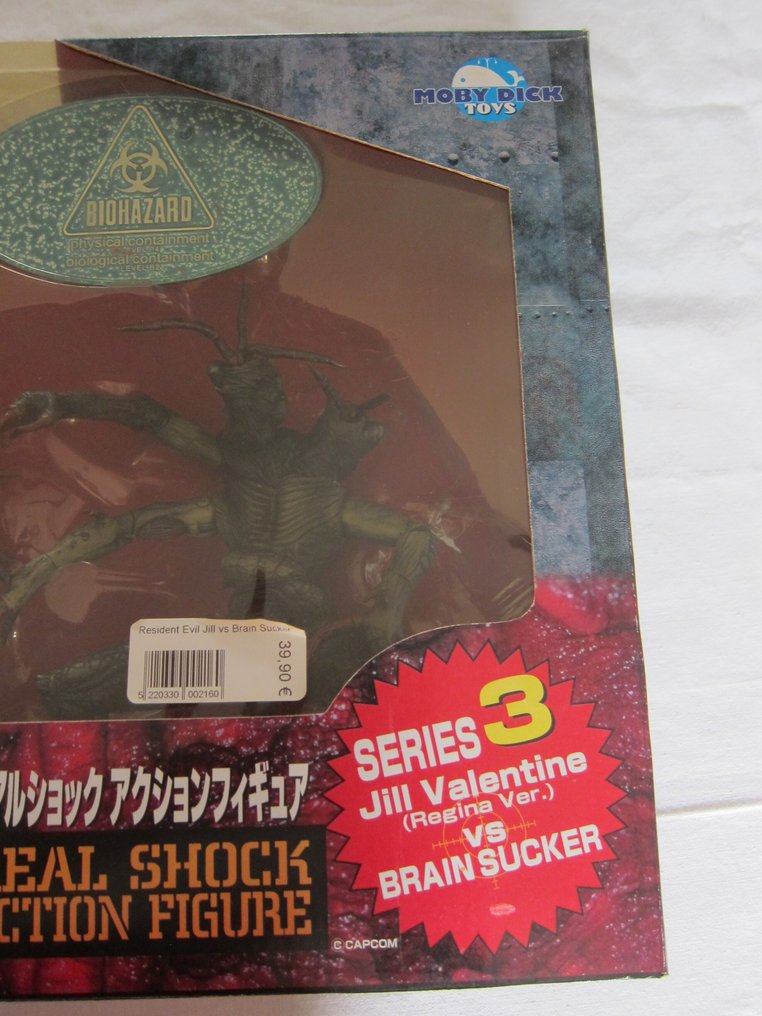 MOBY DICK
TOYS
BIOHAZARD
physical containment
biological containment
Resident Evil Jill vs Brain Sucker
39,90 €
5 220330 002160
SERIES 3
Jill Valentine
(Regina Ver.)
VS
BRAIN SUCKER
アルショック アクションフィギュア
EAL SHOCK
CTION FIGURE
© CAPCOM